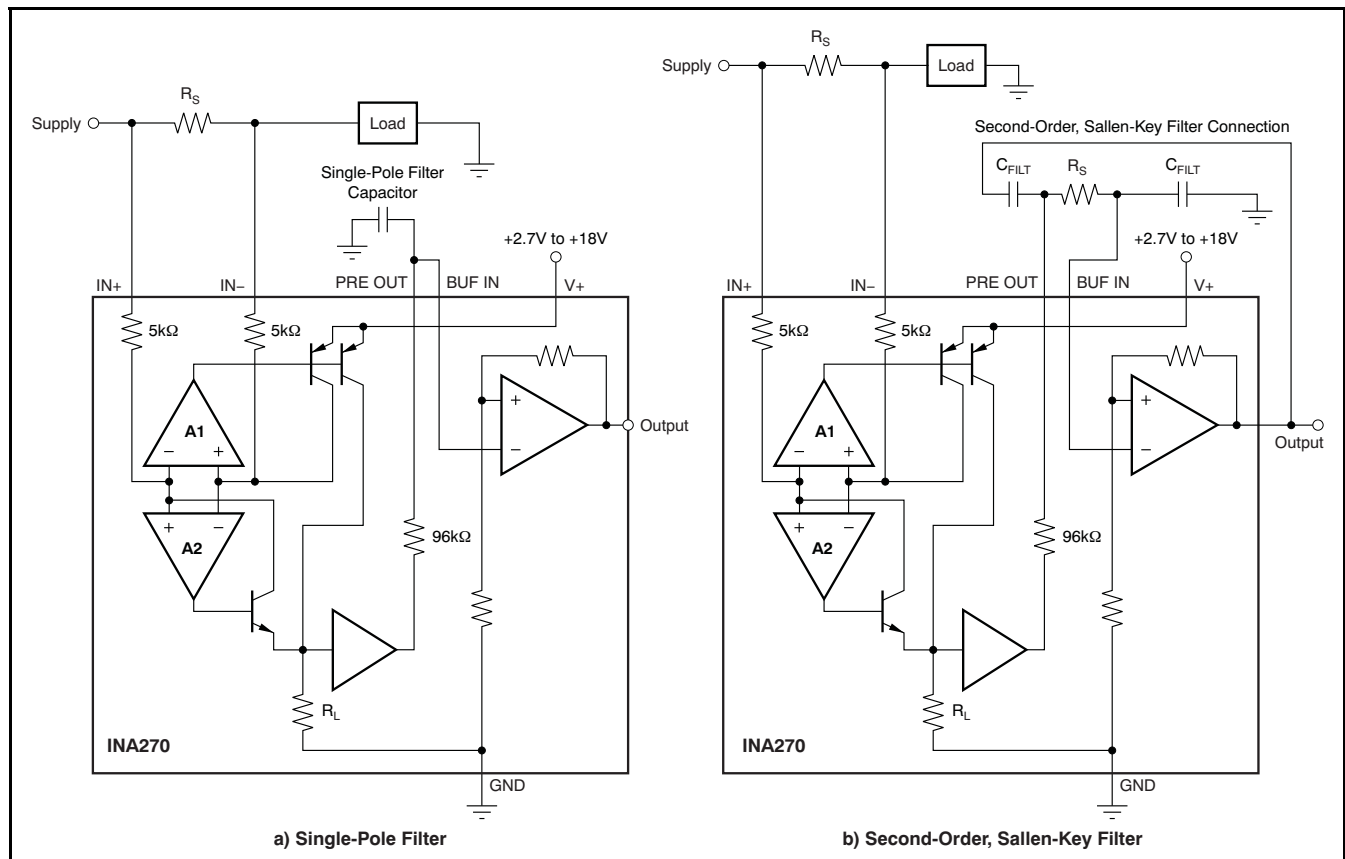 R_S
Supply
Load
Single-Pole Filter
Capacitor
+2.7V to +18V
IN+
IN−
PRE OUT
BUF IN
V+
5kΩ
5kΩ
A1
−
+
+
−
A2
+
−
Output
96kΩ
R_L
INA270
GND
a) Single-Pole Filter
R_S
Supply
Load
Second-Order, Sallen-Key Filter Connection
C_FILT
R_S
C_FILT
+2.7V to +18V
IN+
IN−
PRE OUT
BUF IN
V+
5kΩ
5kΩ
A1
−
+
+
−
A2
+
−
Output
96kΩ
R_L
INA270
GND
b) Second-Order, Sallen-Key Filter